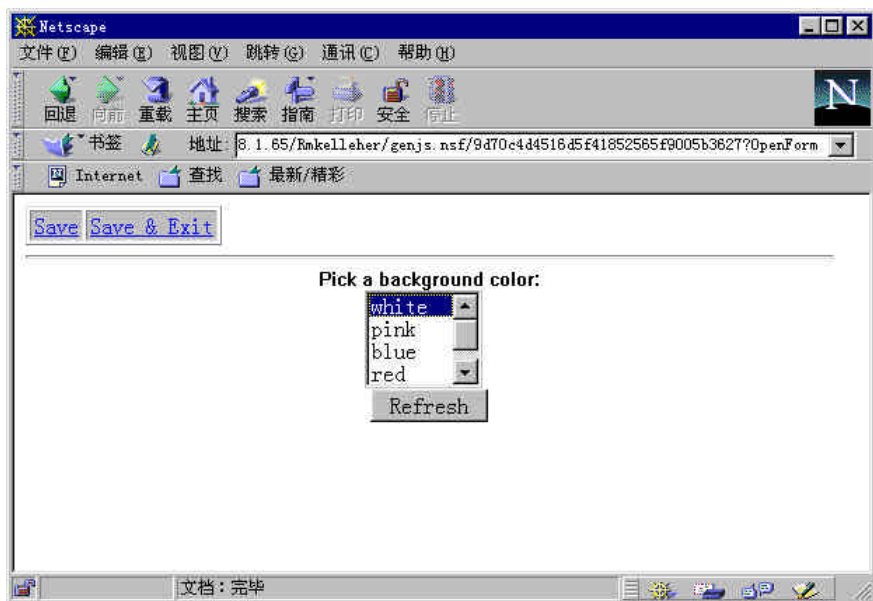 Netscape
文件(F) 编辑(E) 视图(V) 跳转(G) 通讯(C) 帮助(H)
回退 向前 重载 主页 搜索 指南 打印 安全 停止
N
书签 地址: 8.1.65/Rmkelleher/genjs.nsf/9d70c4d4516d5f41852565f9005b3627?OpenForm
Internet 查找 最新/精彩
Save Save & Exit
Pick a background color:
white
pink
blue
red
Refresh
文档:完毕